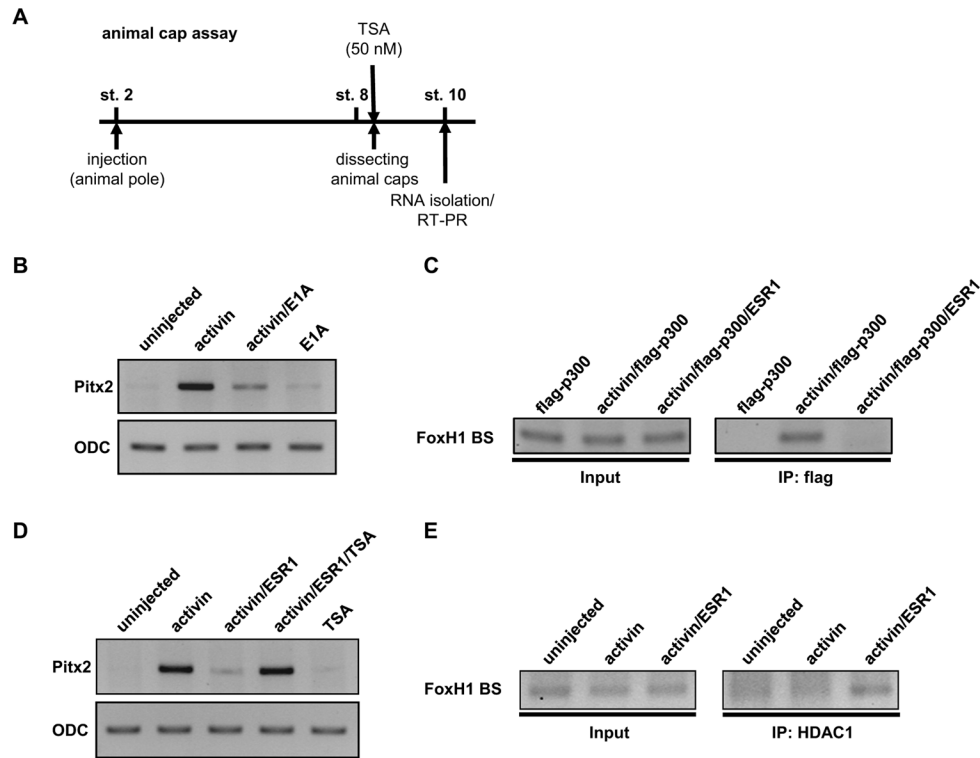 A
animal cap assay
TSA
(50 nM)
st. 2
st. 8
st. 10
injection
(animal pole)
dissecting
animal caps
RNA isolation/
RT-PR
B
uninjected
activin
activin/E1A
E1A
Pitx2
ODC
C
flag-p300
activin/flag-p300
activin/flag-p300/ESR1
flag-p300
activin/flag-p300
activin/flag-p300/ESR1
FoxH1 BS
Input
IP: flag
D
uninjected
activin
activin/ESR1
activin/ESR1/TSA
TSA
Pitx2
ODC
E
uninjected
activin
activin/ESR1
uninjected
activin
activin/ESR1
FoxH1 BS
Input
IP: HDAC1